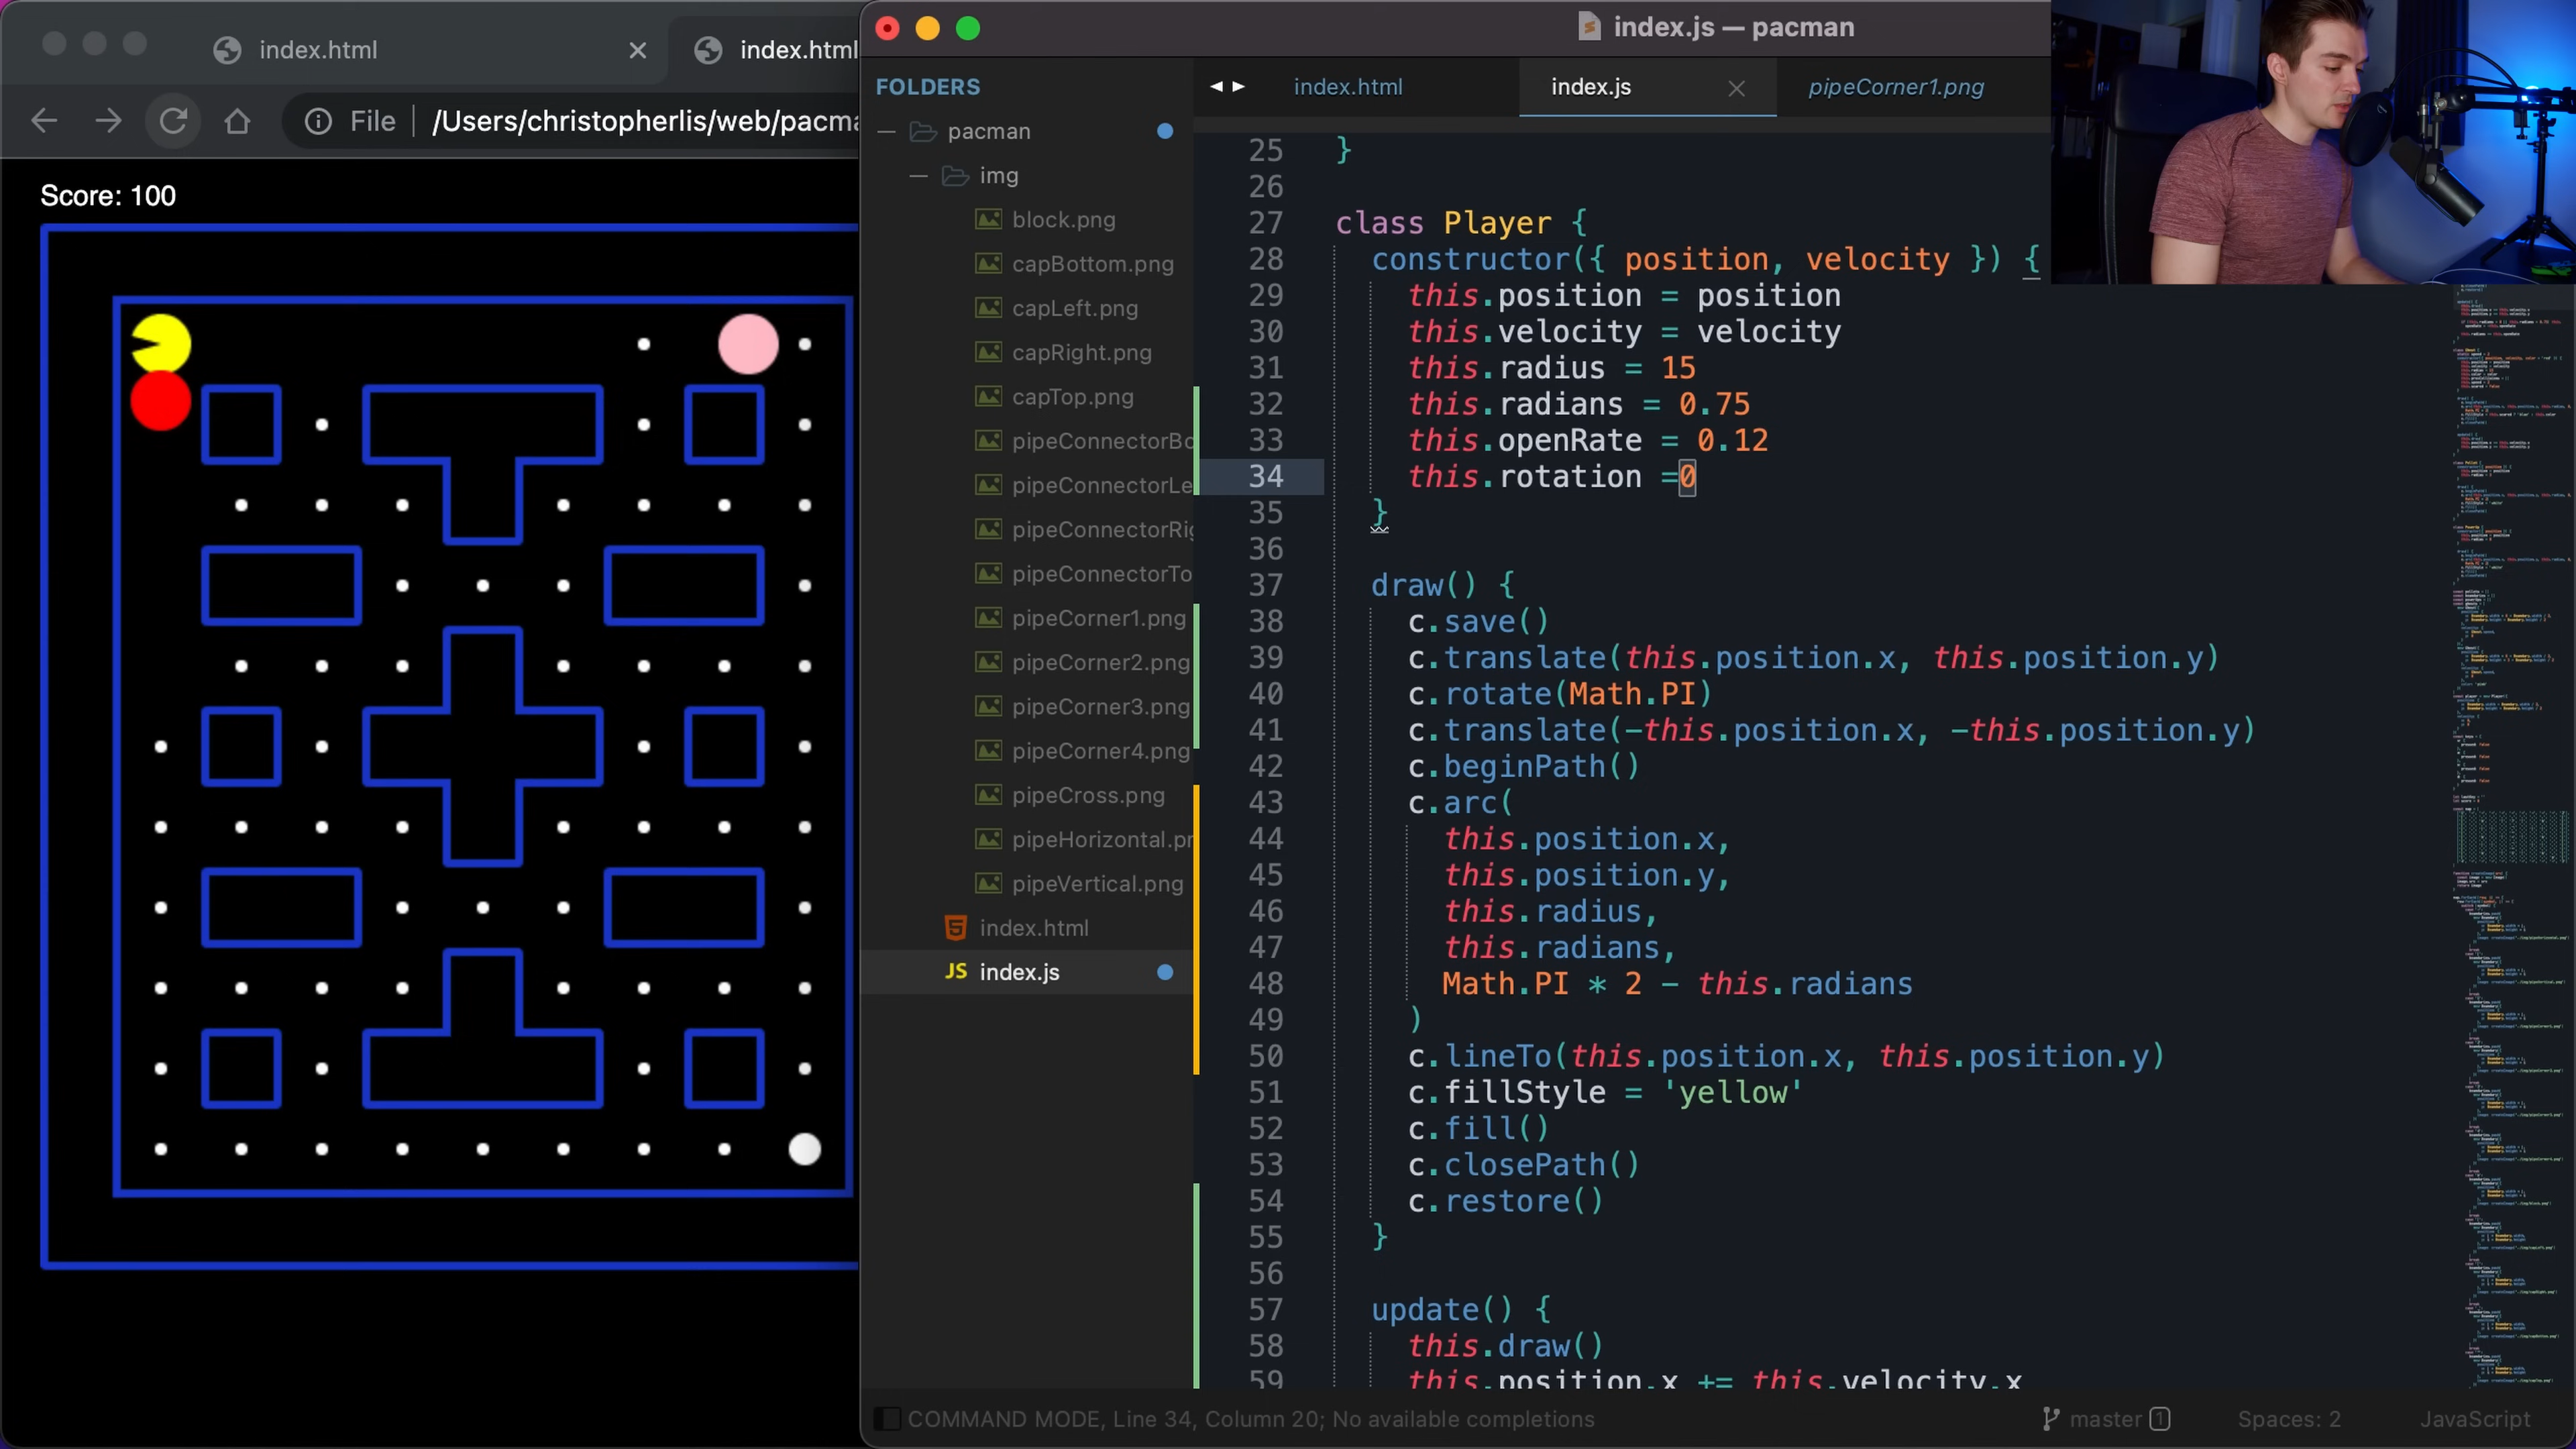 index.html
index.html
File
/Users/christopherlis/web/pacma
Score: 100
index.js — pacman
FOLDERS
pacman
img
block.png
capBottom.png
capLeft.png
capRight.png
capTop.png
pipeConnectorBo
pipeConnectorLe
pipeConnectorRig
pipeConnectorTo
pipeCorner1.png
pipeCorner2.png
pipeCorner3.png
pipeCorner4.png
pipeCross.png
pipeHorizontal.pn
pipeVertical.png
index.html
JS index.js
index.html
index.js
pipeCorner1.png
25 }
26
27 class Player {
28 constructor({ position, velocity }) {
29 this.position = position
30 this.velocity = velocity
31 this.radius = 15
32 this.radians = 0.75
33 this.openRate = 0.12
34 this.rotation =0
35 }
36
37 draw() {
38 c.save()
39 c.translate(this.position.x, this.position.y)
40 c.rotate(Math.PI)
41 c.translate(-this.position.x, -this.position.y)
42 c.beginPath()
43 c.arc(
44 this.position.x,
45 this.position.y,
46 this.radius,
47 this.radians,
48 Math.PI * 2 - this.radians
49 )
50 c.lineTo(this.position.x, this.position.y)
51 c.fillStyle = 'yellow'
52 c.fill()
53 c.closePath()
54 c.restore()
55 }
56
57 update() {
58 this.draw()
59 this.position.x += this.velocity.x
COMMAND MODE, Line 34, Column 20; No available completions
master 1
Spaces: 2
JavaScript